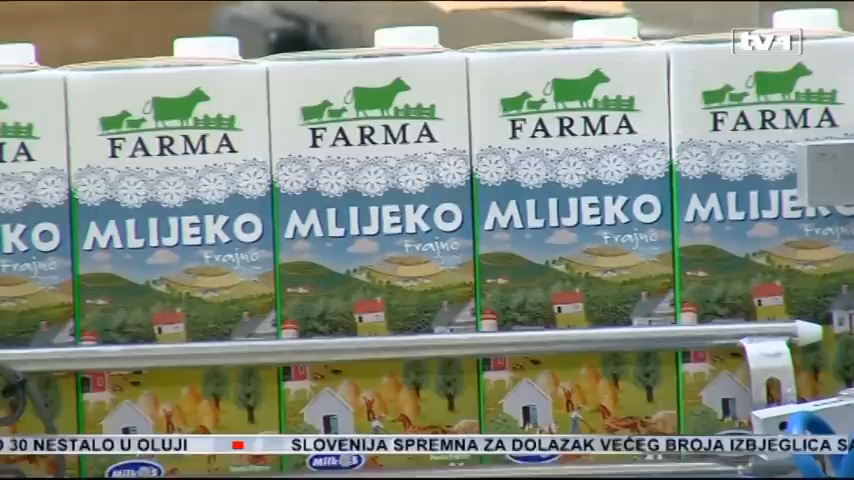 tv1
FARMA
FARMA
FARMA
FARMA
MLIJEKO
MLIJEKO
MLIJEKO
trajno
trajno
trajno
trajno
30 NESTALO U OLUJI
SLOVENIJA SPREMNA ZA DOLAZAK VEĆEG BROJA IZBJEGLICA